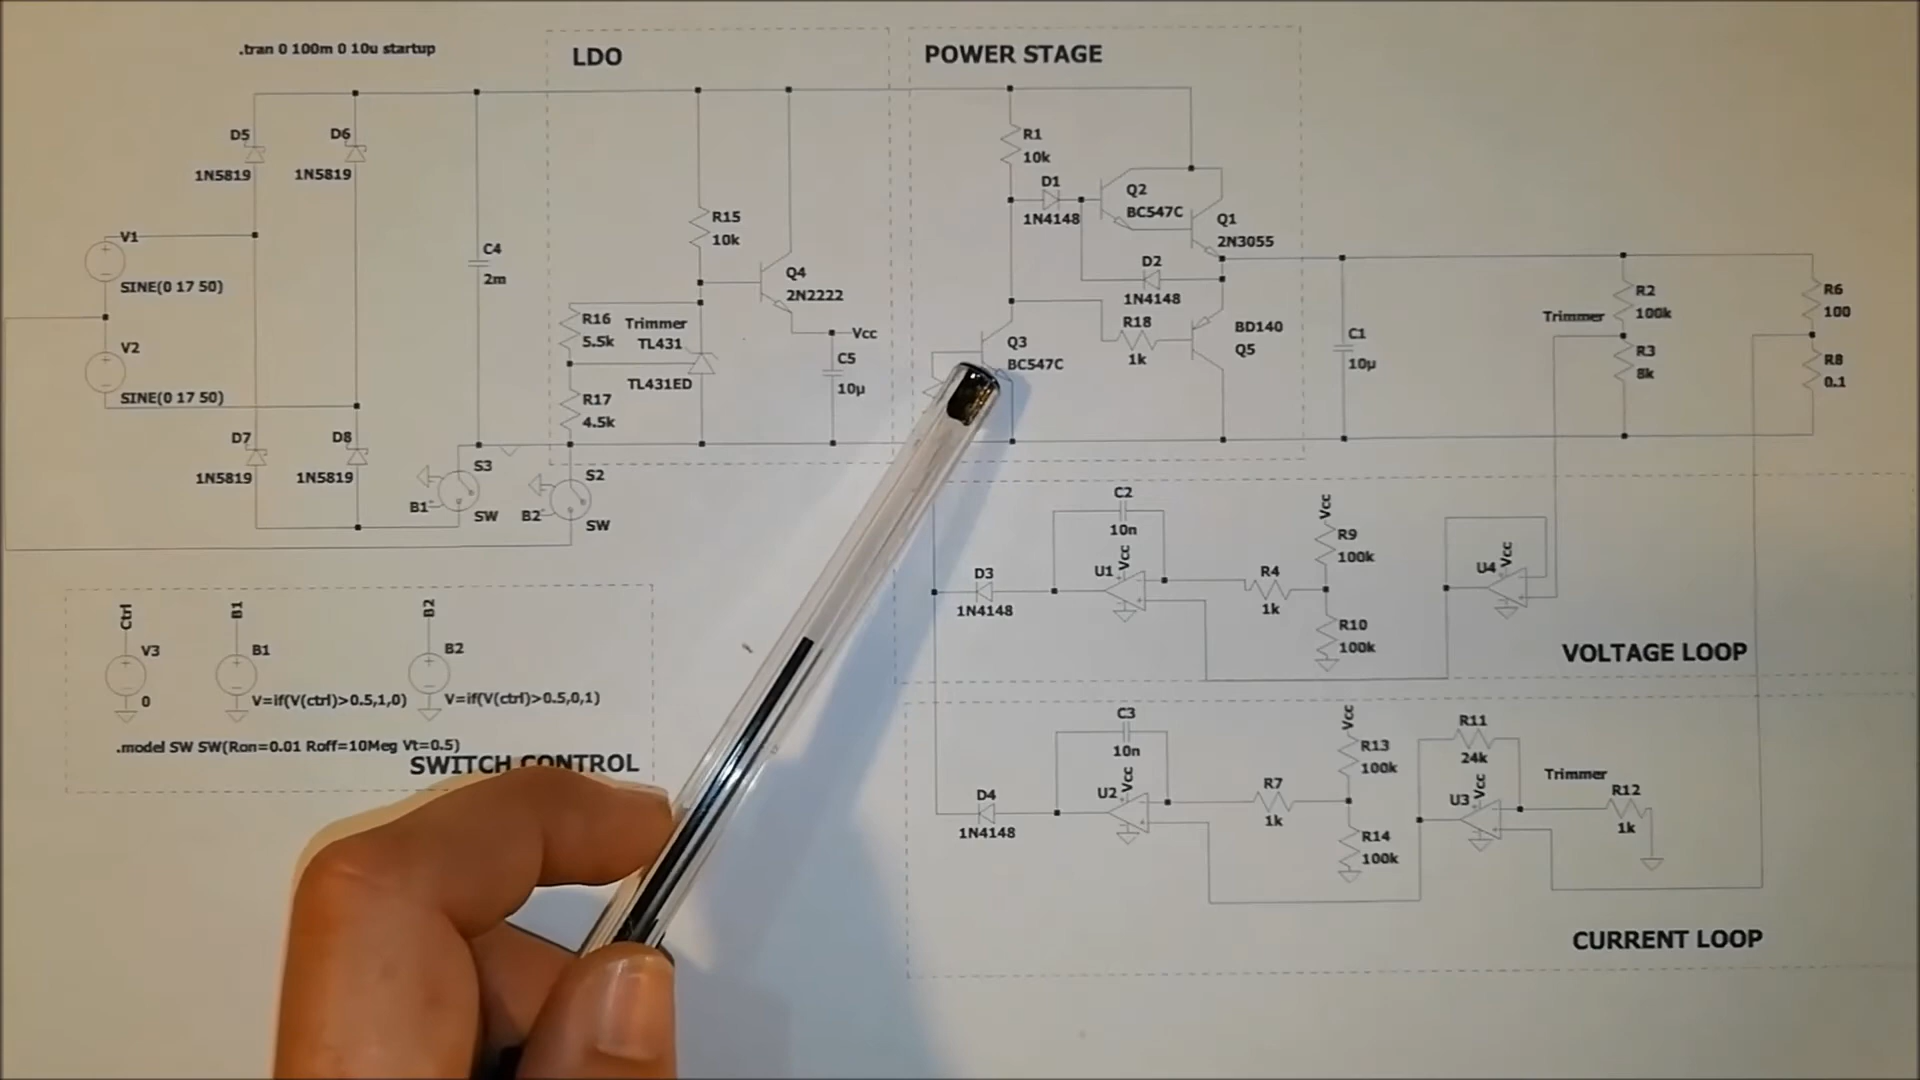 .tran 0 100m 0 10u startup
LDO
POWER STAGE
D5
1N5819
D6
1N5819
V1
SINE(0 17 50)
V2
SINE(0 17 50)
D7
1N5819
D8
1N5819
C4
2m
S3
B1
SW
S2
B2
SW
R15
10k
Q4
2N2222
R16
5.5k
Trimmer
TL431
TL431ED
R17
4.5k
Vcc
C5
10µ
R1
10k
D1
1N4148
Q2
BC547C
Q1
2N3055
D2
1N4148
R18
1k
BD140
Q5
Q3
BC547C
C1
10µ
Trimmer
R2
100k
R3
8k
R6
100
R8
0.1
C2
10n
Vcc
U1
D3
1N4148
R4
1k
Vcc
R9
100k
R10
100k
U4
Vcc
VOLTAGE LOOP
Ctrl
V3
0
B1
B1
V=if(V(ctrl)>0.5,1,0)
B2
B2
V=if(V(ctrl)>0.5,0,1)
.model SW SW(Ron=0.01 Roff=10Meg Vt=0.5)
SWITCH CONTROL
C3
10n
Vcc
U2
D4
1N4148
R7
1k
Vcc
R13
100k
R14
100k
R11
24k
Vcc
U3
Trimmer
R12
1k
CURRENT LOOP